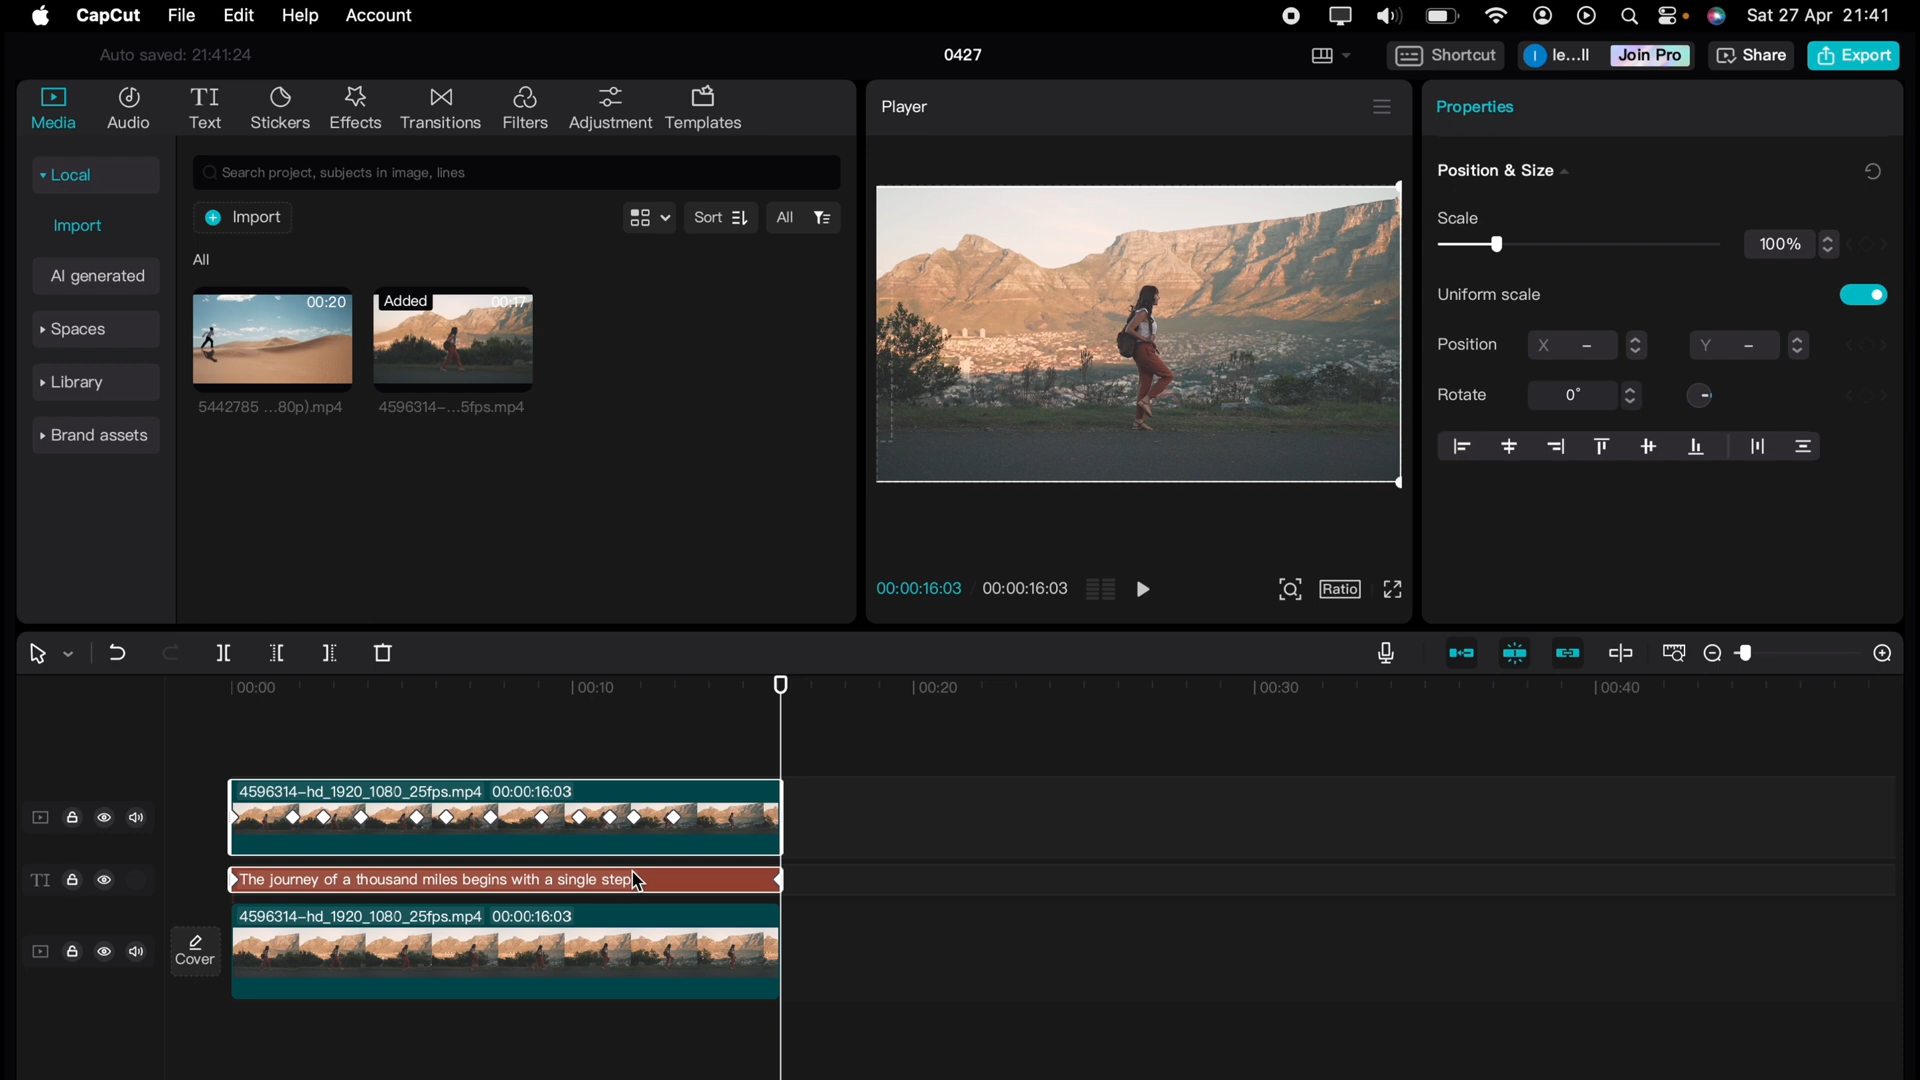 CapCut File Edit Help Account Sat 27 Apr 21:41
Auto saved: 21:41:24 0427 Shortcut le...ll Join Pro Share Export
Media Audio Text Stickers Effects Transitions Filters Adjustment Templates
Player
Properties
Local
Import
AI generated
Spaces
Library
Brand assets
Search project, subjects in image, lines
Import Sort All
All
00:20 Added 00:17
5442785 ...80p).mp4 4596314-...5fps.mp4
00:00:16:03 / 00:00:16:03 Ratio
Position & Size
Scale
100%
Uniform scale
Position X - Y -
Rotate 0°
00:00 00:10 00:20 00:30 00:40
4596314-hd_1920_1080_25fps.mp4 00:00:16:03
TI The journey of a thousand miles begins with a single step
4596314-hd_1920_1080_25fps.mp4 00:00:16:03
Cover